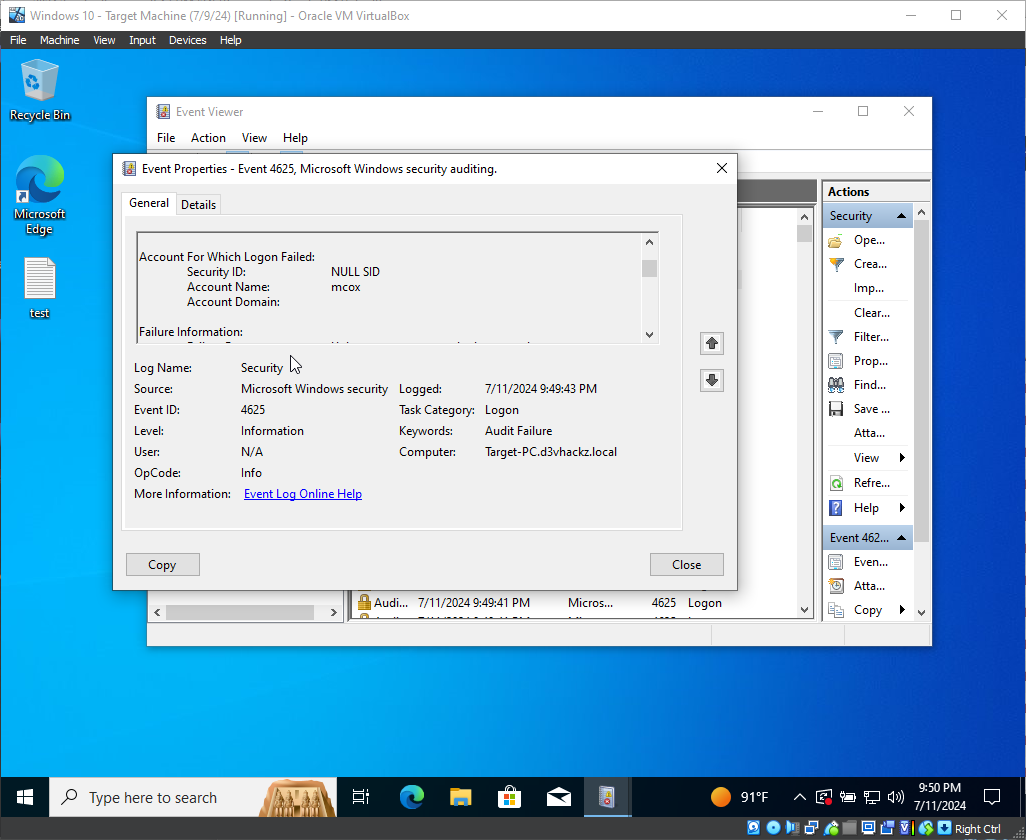 Windows 10 - Target Machine (7/9/24) [Running] - Oracle VM VirtualBox
File Machine View Input Devices Help
Recycle Bin
Microsoft
Edge
test
Event Viewer
File Action View Help
Event Properties - Event 4625, Microsoft Windows security auditing.
General Details
Account For Which Logon Failed:
Security ID: NULL SID
Account Name: mcox
Account Domain:
Failure Information:
Log Name: Security
Source: Microsoft Windows security Logged: 7/11/2024 9:49:43 PM
Event ID: 4625 Task Category: Logon
Level: Information Keywords: Audit Failure
User: N/A Computer: Target-PC.d3vhackz.local
OpCode: Info
More Information: Event Log Online Help
Copy Close
Audi... 7/11/2024 9:49:41 PM Micros... 4625 Logon
Actions
Security
Ope...
Crea...
Imp...
Clear...
Filter...
Prop...
Find...
Save ...
Atta...
View
Refre...
Help
Event 462...
Even...
Atta...
Copy
Type here to search
91°F
9:50 PM
7/11/2024
Right Ctrl